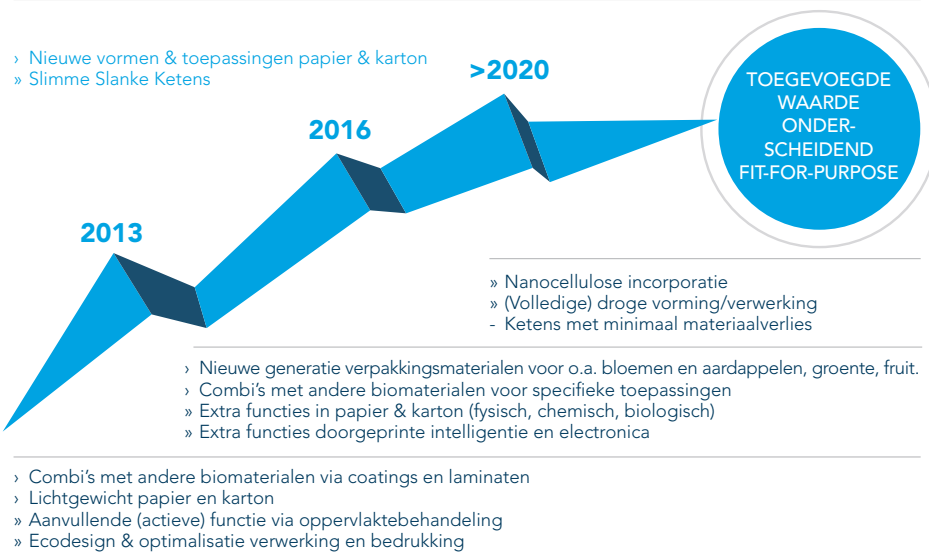 › Nieuwe vormen & toepassingen papier & karton
» Slimme Slanke Ketens
>2020
2016
2013
TOEGEVOEGDE
WAARDE
ONDER-
SCHEIDEND
FIT-FOR-PURPOSE
» Nanocellulose incorporatie
» (Volledige) droge vorming/verwerking
- Ketens met minimaal materiaalverlies
› Nieuwe generatie verpakkingsmaterialen voor o.a. bloemen en aardappelen, groente, fruit.
› Combi's met andere biomaterialen voor specifieke toepassingen
» Extra functies in papier & karton (fysisch, chemisch, biologisch)
» Extra functies doorgeprinte intelligentie en electronica
› Combi's met andere biomaterialen via coatings en laminaten
› Lichtgewicht papier en karton
» Aanvullende (actieve) functie via oppervlaktebehandeling
» Ecodesign & optimalisatie verwerking en bedrukking